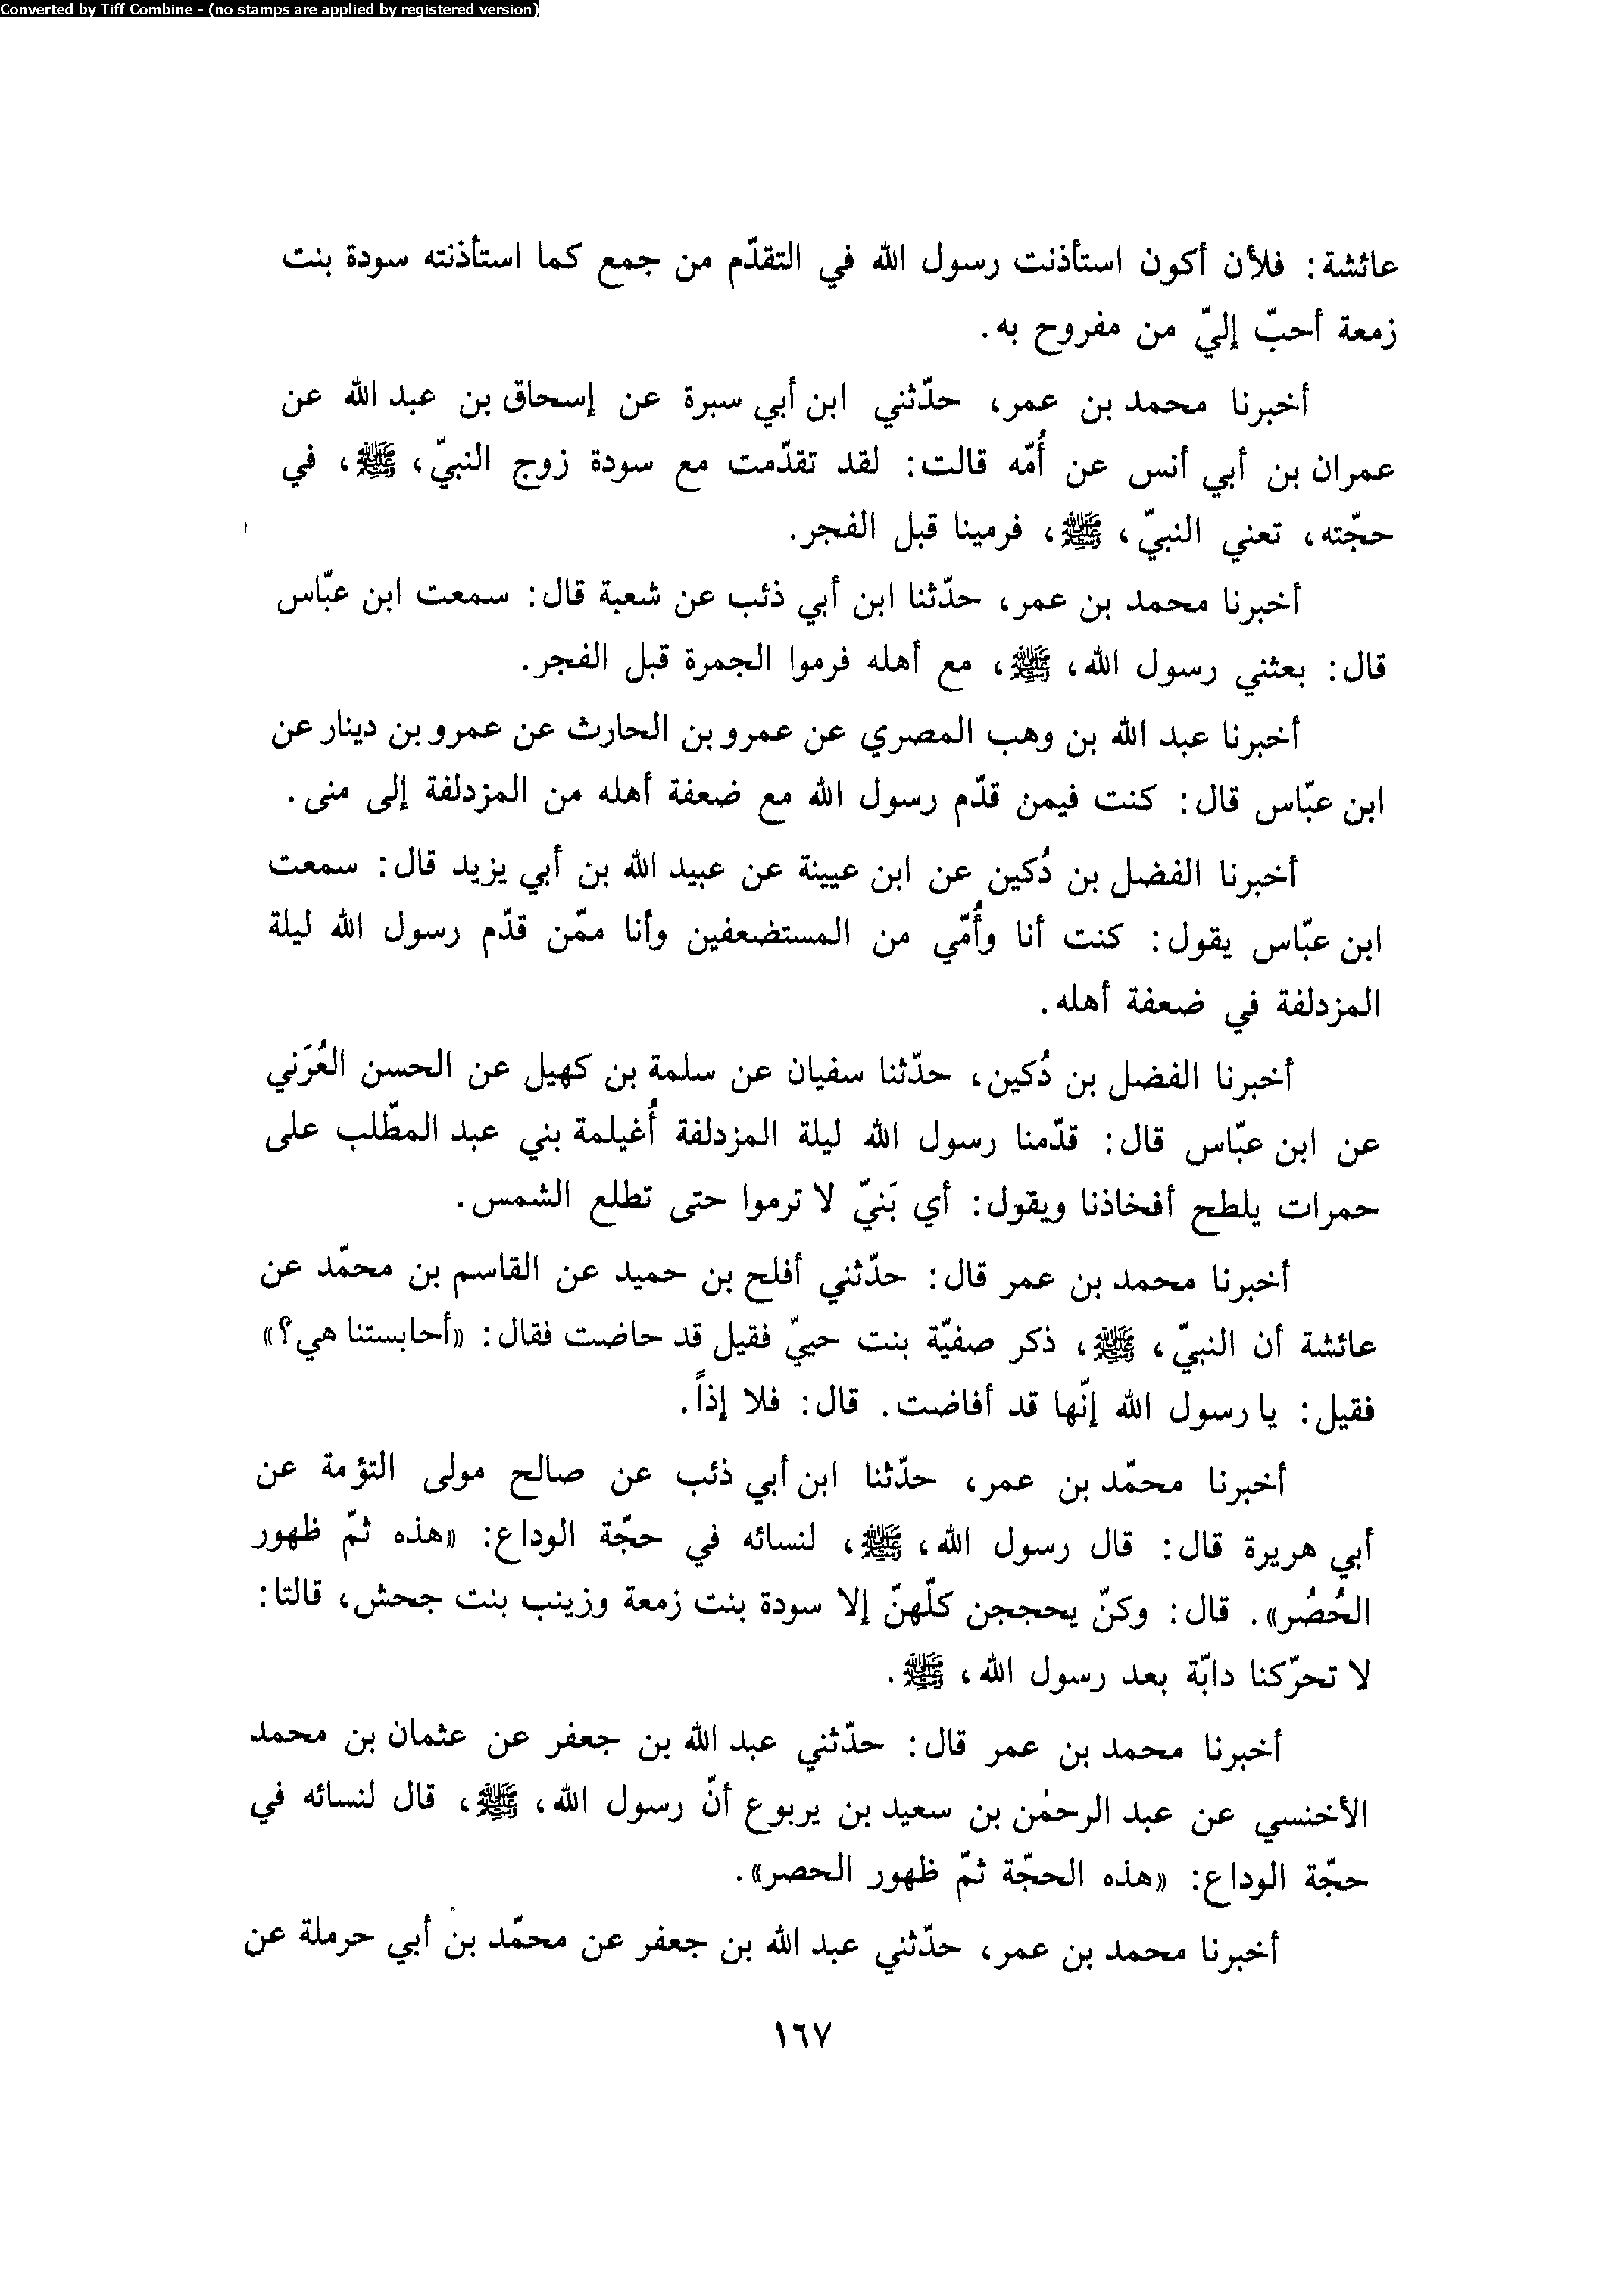 Converted by Tiff Combine - (no stamps are applied by registered version)
عائشة: فلأن أكون استأذنت رسول الله في التقدّم من جمع كما استأذنته سودة بنت
زمعة أحبّ إليّ من مفروح به.
أخبرنا محمد بن عمر، حدّثني ابن أبي سبرة عن إسحاق بن عبد الله عن
عمران بن أبي أنس عن أُمّه قالت: لقد تقدّمت مع سودة زوج النبيّ، ﷺ، في
حجّته، تعني النبيّ، ﷺ، فرمينا قبل الفجر.
أخبرنا محمد بن عمر، حدّثنا ابن أبي ذئب عن شعبة قال: سمعت ابن عبّاس
قال: بعثني رسول الله، ﷺ، مع أهله فرموا الجمرة قبل الفجر.
أخبرنا عبد الله بن وهب المصري عن عمرو بن الحارث عن عمرو بن دينار عن
ابن عبّاس قال: كنت فيمن قدّم رسول الله مع ضعفة أهله من المزدلفة إلى منى.
أخبرنا الفضل بن دُكين عن ابن عيينة عن عبيد الله بن أبي يزيد قال: سمعت
ابن عبّاس يقول: كنت أنا وأُمّي من المستضعفين وأنا ممّن قدّم رسول الله ليلة
المزدلفة في ضعفة أهله.
أخبرنا الفضل بن دُكين، حدّثنا سفيان عن سلمة بن كهيل عن الحسن العُرَني
عن ابن عبّاس قال: قدّمنا رسول الله ليلة المزدلفة أُغيلمة بني عبد المطّلب على
حمرات يلطح أفخاذنا ويقول: أي بَنيّ لا ترموا حتى تطلع الشمس.
أخبرنا محمد بن عمر قال: حدّثني أفلح بن حميد عن القاسم بن محمّد عن
عائشة أن النبيّ، ﷺ، ذكر صفيّة بنت حييّ فقيل قد حاضت فقال: «أحابستنا هي؟»
فقيل: يا رسول الله إنّها قد أفاضت. قال: فلا إذاً.
أخبرنا محمّد بن عمر، حدّثنا ابن أبي ذئب عن صالح مولى التؤمة عن
أبي هريرة قال: قال رسول الله، ﷺ، لنسائه في حجّة الوداع: «هذه ثمّ ظهور
الحُصُر». قال: وكنّ يحججن كلّهنّ إلا سودة بنت زمعة وزينب بنت جحش، قالتا:
لا تحرّكنا دابّة بعد رسول الله، ﷺ.
أخبرنا محمد بن عمر قال: حدّثني عبد الله بن جعفر عن عثمان بن محمد
الأخنسي عن عبد الرحمٰن بن سعيد بن يربوع أنّ رسول الله، ﷺ، قال لنسائه في
حجّة الوداع: «هذه الحجّة ثمّ ظهور الحصر».
أخبرنا محمد بن عمر، حدّثني عبد الله بن جعفر عن محمّد بن أبي حرملة عن
١٦٧